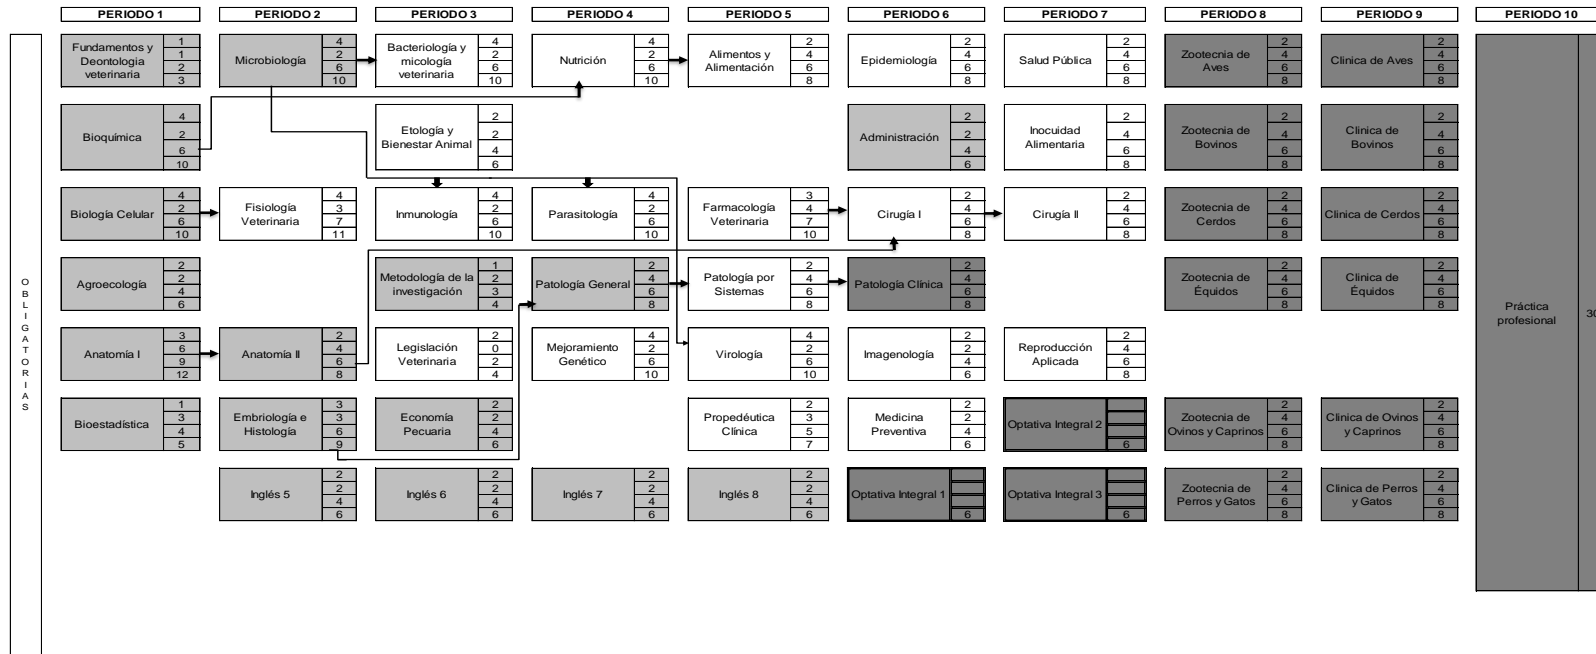 PERIODO 1
PERIODO 2
PERIODO 3
PERIODO 4
PERIODO 5
PERIODO 6
PERIODO 7
PERIODO 8
PERIODO 9
PERIODO 10
OBLIGATORIAS
Fundamentos y
Deontologia
veterinaria
1
1
2
3
Microbiología
4
2
6
10
Bacteriología y
micología
veterinaria
4
2
6
10
Nutrición
4
2
6
10
Alimentos y
Alimentación
2
4
6
8
Epidemiología
2
4
6
8
Salud Pública
2
4
6
8
Zootecnia de
Aves
2
4
6
8
Clinica de Aves
2
4
6
8
Bioquímica
4
2
6
10
Etología y
Bienestar Animal
2
2
4
6
Administración
2
2
4
6
Inocuidad
Alimentaria
2
4
6
8
Zootecnia de
Bovinos
2
4
6
8
Clinica de
Bovinos
2
4
6
8
Biología Celular
4
2
6
10
Fisiología
Veterinaria
4
3
7
11
Inmunología
4
2
6
10
Parasitología
4
2
6
10
Farmacología
Veterinaria
3
4
7
10
Cirugía I
2
4
6
8
Cirugía II
2
4
6
8
Zootecnia de
Cerdos
2
4
6
8
Clinica de Cerdos
2
4
6
8
Agroecología
2
2
4
6
Metodología de la
investigación
1
2
3
4
Patología General
2
4
6
8
Patología por
Sistemas
2
4
6
8
Patología Clínica
2
4
6
8
Zootecnia de
Équidos
2
4
6
8
Clinica de
Équidos
2
4
6
8
Práctica
profesional
30
Anatomía I
3
6
9
12
Anatomía II
2
4
6
8
Legislación
Veterinaria
2
0
2
4
Mejoramiento
Genético
4
2
6
10
Virología
4
2
6
10
Imagenología
2
2
4
6
Reproducción
Aplicada
2
4
6
8
Bioestadística
1
3
4
5
Embriología e
Histología
3
3
6
9
Economía
Pecuaria
2
2
4
6
Propedéutica
Clínica
2
3
5
7
Medicina
Preventiva
2
2
4
6
Optativa Integral 2
6
Zootecnia de
Ovinos y Caprinos
2
4
6
8
Clinica de Ovinos
y Caprinos
2
4
6
8
Inglés 5
2
2
4
6
Inglés 6
2
2
4
6
Inglés 7
2
2
4
6
Inglés 8
2
2
4
6
Optativa Integral 1
6
Optativa Integral 3
6
Zootecnia de
Perros y Gatos
2
4
6
8
Clinica de Perros
y Gatos
2
4
6
8